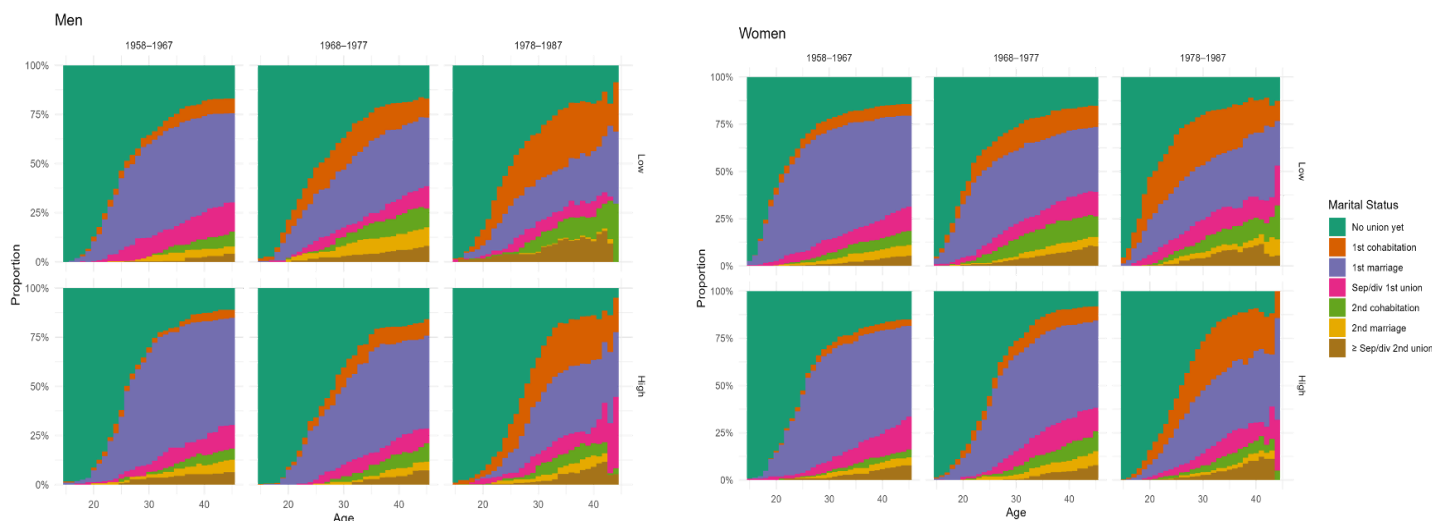 Men
1958–1967 1968–1977 1978–1987
100%
75%
50%
25%
0%
Low
100%
75%
50%
25%
0%
High
Proportion
20 30 40 20 30 40 20 30 40
Age
Women
1958–1967 1968–1977 1978–1987
100%
75%
50%
25%
0%
Low
100%
75%
50%
25%
0%
High
Proportion
20 30 40 20 30 40 20 30 40
Age
Marital Status
No union yet
1st cohabitation
1st marriage
Sep/div 1st union
2nd cohabitation
2nd marriage
≥ Sep/div 2nd union